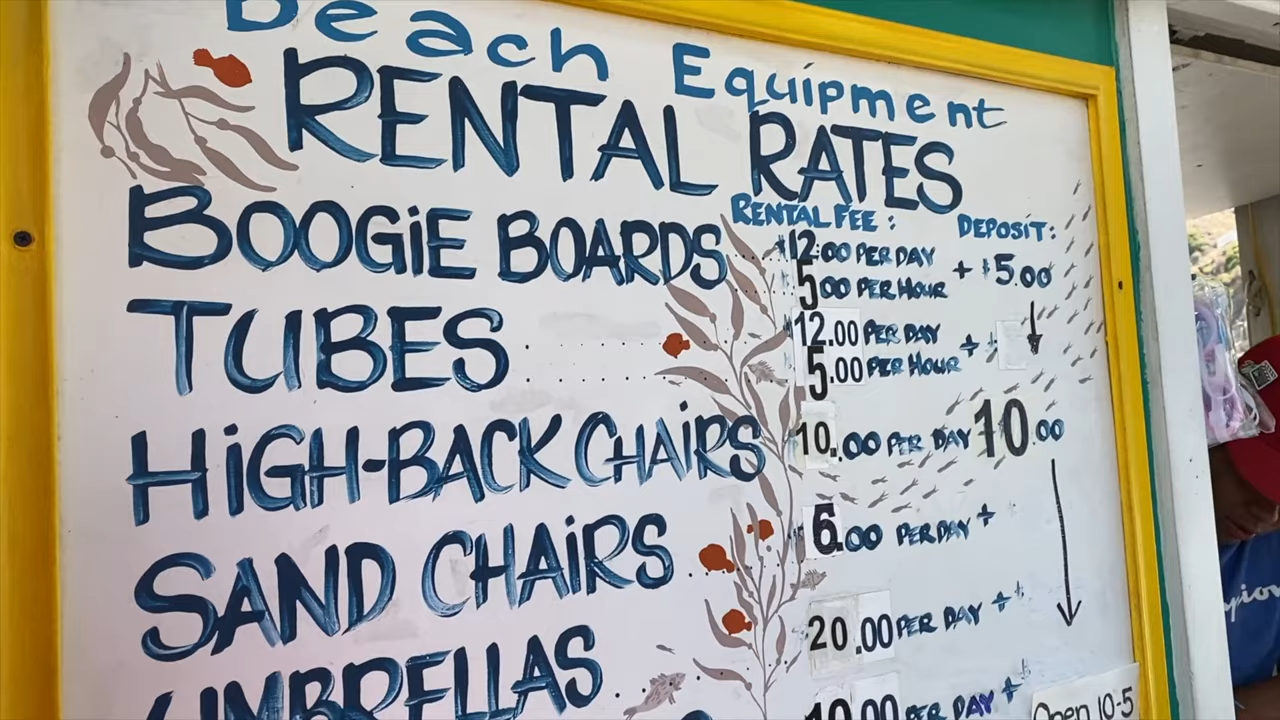 Beach Equipment
RENTAL RATES
RENTAL FEE: DEPOSIT:
BOOGIE BOARDS $12.00 PER DAY + $5.00
5.00 PER HOUR
TUBES 12.00 PER DAY +
5.00 PER HOUR
HIGH-BACK CHAIRS 10.00 PER DAY 10.00
SAND CHAIRS 6.00 PER DAY +
UMBRELLAS 20.00 PER DAY +
10.00 PER DAY +
Open 10-5